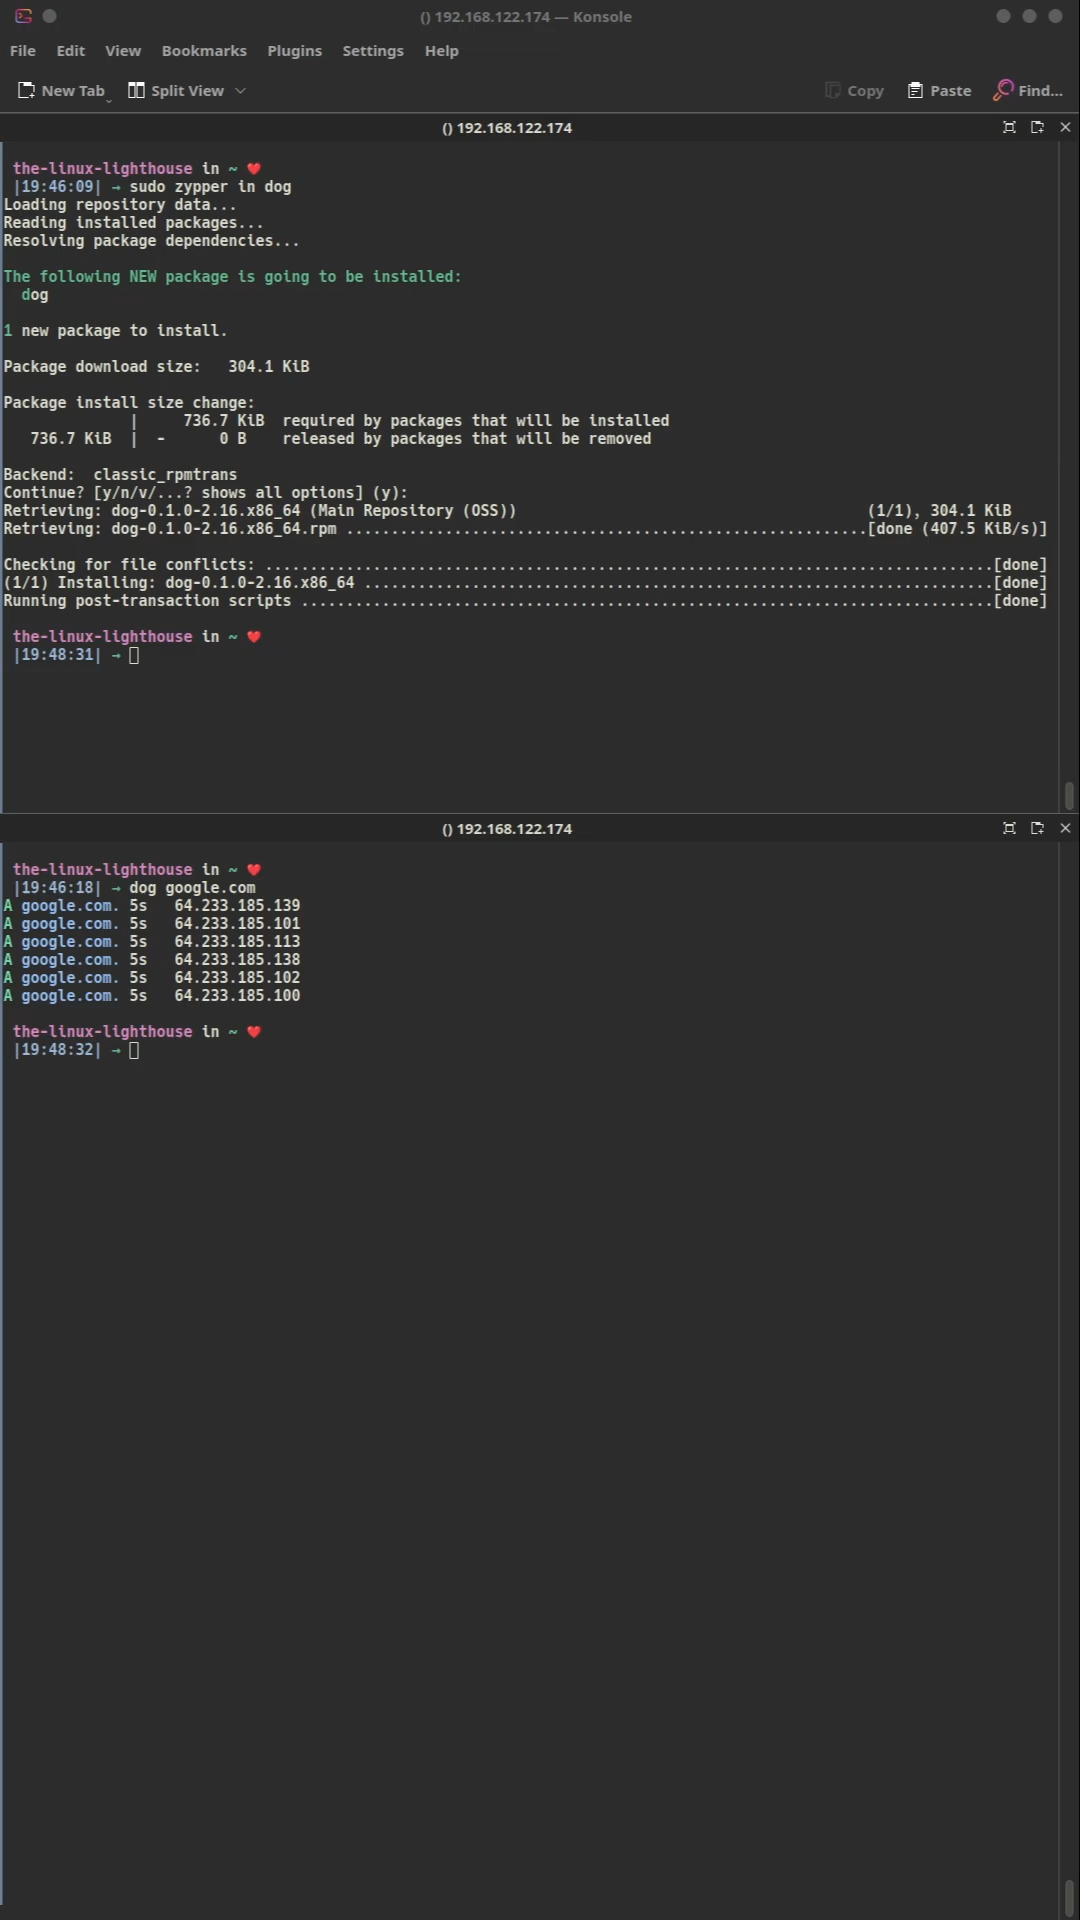 () 192.168.122.174 — Konsole
File Edit View Bookmarks Plugins Settings Help
New Tab Split View Copy Paste Find...
() 192.168.122.174
the-linux-lighthouse in ~ ❤️
|19:46:09| → sudo zypper in dog
Loading repository data...
Reading installed packages...
Resolving package dependencies...
The following NEW package is going to be installed:
dog
1 new package to install.
Package download size:   304.1 KiB
Package install size change:
|     736.7 KiB  required by packages that will be installed
736.7 KiB  |  -      0 B    released by packages that will be removed
Backend:  classic_rpmtrans
Continue? [y/n/v/...? shows all options] (y):
Retrieving: dog-0.1.0-2.16.x86_64 (Main Repository (OSS))                                       (1/1), 304.1 KiB
Retrieving: dog-0.1.0-2.16.x86_64.rpm ..........................................................[done (407.5 KiB/s)]
Checking for file conflicts: .................................................................................[done]
(1/1) Installing: dog-0.1.0-2.16.x86_64 ......................................................................[done]
Running post-transaction scripts .............................................................................[done]
the-linux-lighthouse in ~ ❤️
|19:48:31| →
() 192.168.122.174
the-linux-lighthouse in ~ ❤️
|19:46:18| → dog google.com
A google.com. 5s   64.233.185.139
A google.com. 5s   64.233.185.101
A google.com. 5s   64.233.185.113
A google.com. 5s   64.233.185.138
A google.com. 5s   64.233.185.102
A google.com. 5s   64.233.185.100
the-linux-lighthouse in ~ ❤️
|19:48:32| →